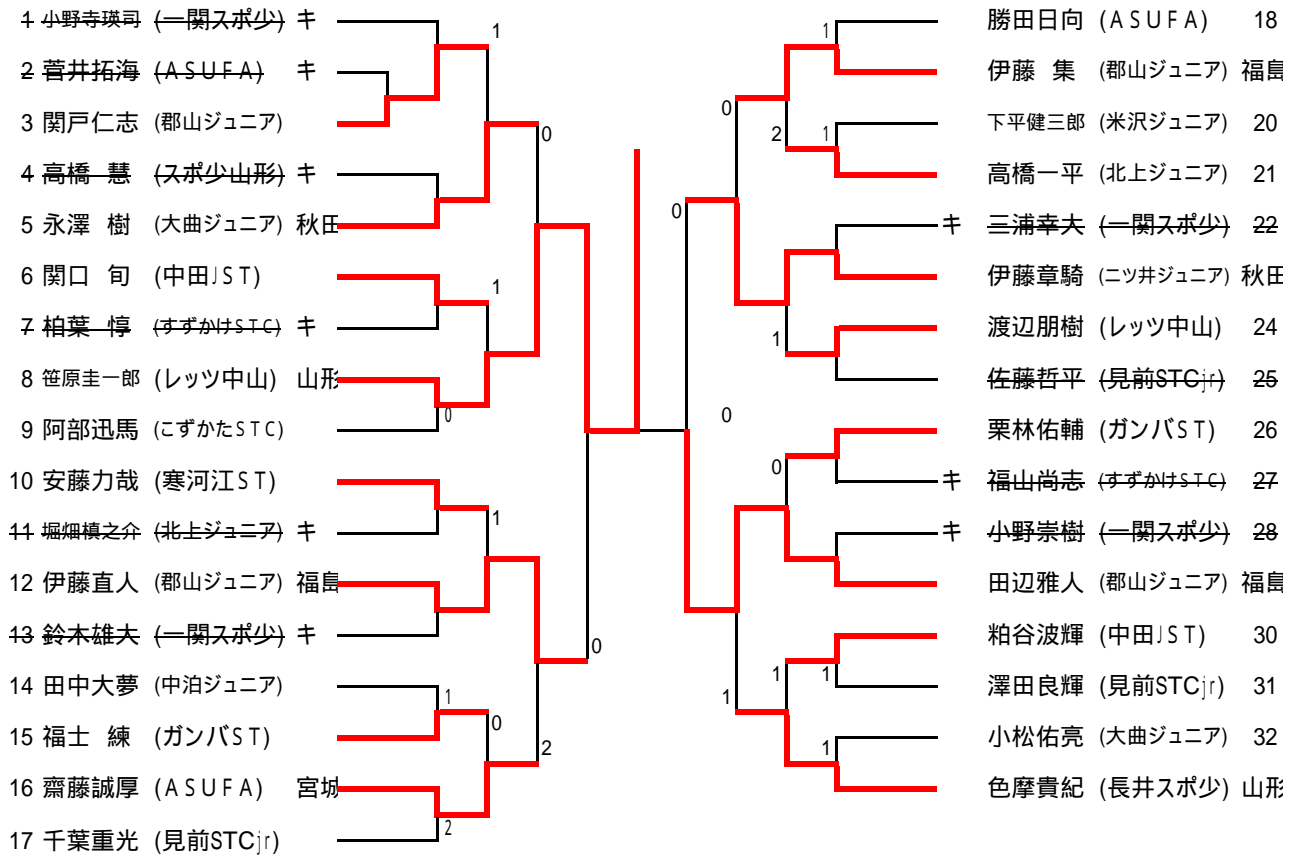 1 小野寺瑛司 (一関スポ少) キ
2 菅井拓海 (ASUFA) キ
3 関戸仁志 (郡山ジュニア)
4 高橋 慧 (スポ少山形) キ
5 永澤 樹 (大曲ジュニア) 秋田
6 関口 旬 (中田JST)
7 柏葉 惇 (すずかけSTC) キ
8 笹原圭一郎 (レッツ中山) 山形
9 阿部迅馬 (こずかたSTC)
10 安藤力哉 (寒河江ST)
11 堀畑槙之介 (北上ジュニア) キ
12 伊藤直人 (郡山ジュニア) 福島
13 鈴木雄大 (一関スポ少) キ
14 田中大夢 (中泊ジュニア)
15 福士 練 (ガンバST)
16 齋藤誠厚 (ASUFA) 宮城
17 千葉重光 (見前STCjr)
1
0
1
0
1
0
1
0
2
2
勝田日向 (ASUFA) 18
伊藤 集 (郡山ジュニア) 福島
下平健三郎 (米沢ジュニア) 20
高橋一平 (北上ジュニア) 21
キ 三浦幸大 (一関スポ少) 22
伊藤章騎 (ニツ井ジュニア) 秋田
渡辺朋樹 (レッツ中山) 24
佐藤哲平 (見前STCjr) 25
栗林佑輔 (ガンバST) 26
キ 福山尚志 (すずかけSTC) 27
キ 小野崇樹 (一関スポ少) 28
田辺雅人 (郡山ジュニア) 福島
粕谷波輝 (中田JST) 30
澤田良輝 (見前STCjr) 31
小松佑亮 (大曲ジュニア) 32
色摩貴紀 (長井スポ少) 山形
1
0
2
1
0
1
0
0
1
1
1
1